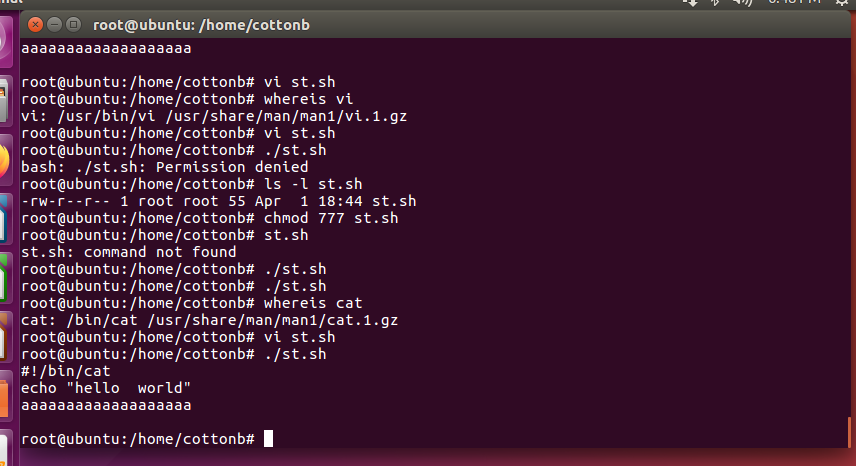 root@ubuntu: /home/cottonb
aaaaaaaaaaaaaaaaaaa
root@ubuntu:/home/cottonb# vi st.sh
root@ubuntu:/home/cottonb# whereis vi
vi: /usr/bin/vi /usr/share/man/man1/vi.1.gz
root@ubuntu:/home/cottonb# vi st.sh
root@ubuntu:/home/cottonb# ./st.sh
bash: ./st.sh: Permission denied
root@ubuntu:/home/cottonb# ls -l st.sh
-rw-r--r-- 1 root root 55 Apr  1 18:44 st.sh
root@ubuntu:/home/cottonb# chmod 777 st.sh
root@ubuntu:/home/cottonb# st.sh
st.sh: command not found
root@ubuntu:/home/cottonb# ./st.sh
root@ubuntu:/home/cottonb# ./st.sh
root@ubuntu:/home/cottonb# whereis cat
cat: /bin/cat /usr/share/man/man1/cat.1.gz
root@ubuntu:/home/cottonb# vi st.sh
root@ubuntu:/home/cottonb# ./st.sh
#!/bin/cat
echo "hello  world"
aaaaaaaaaaaaaaaaaaa
root@ubuntu:/home/cottonb#